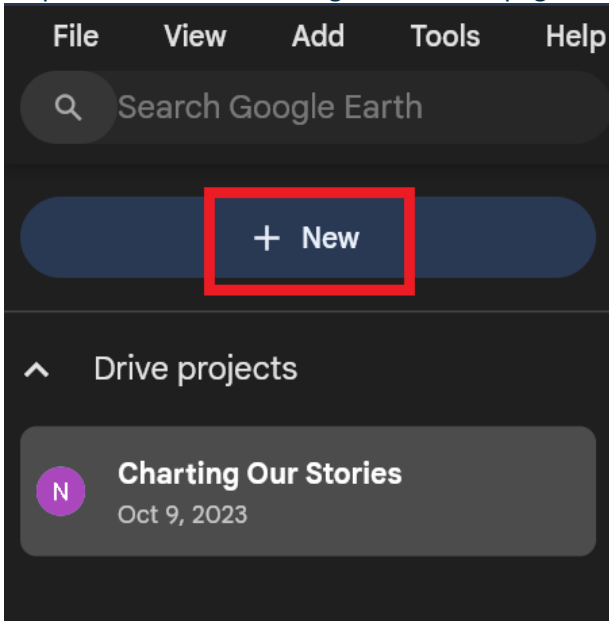 File View Add Tools Help
Search Google Earth
+ New
Drive projects
N
Charting Our Stories
Oct 9, 2023